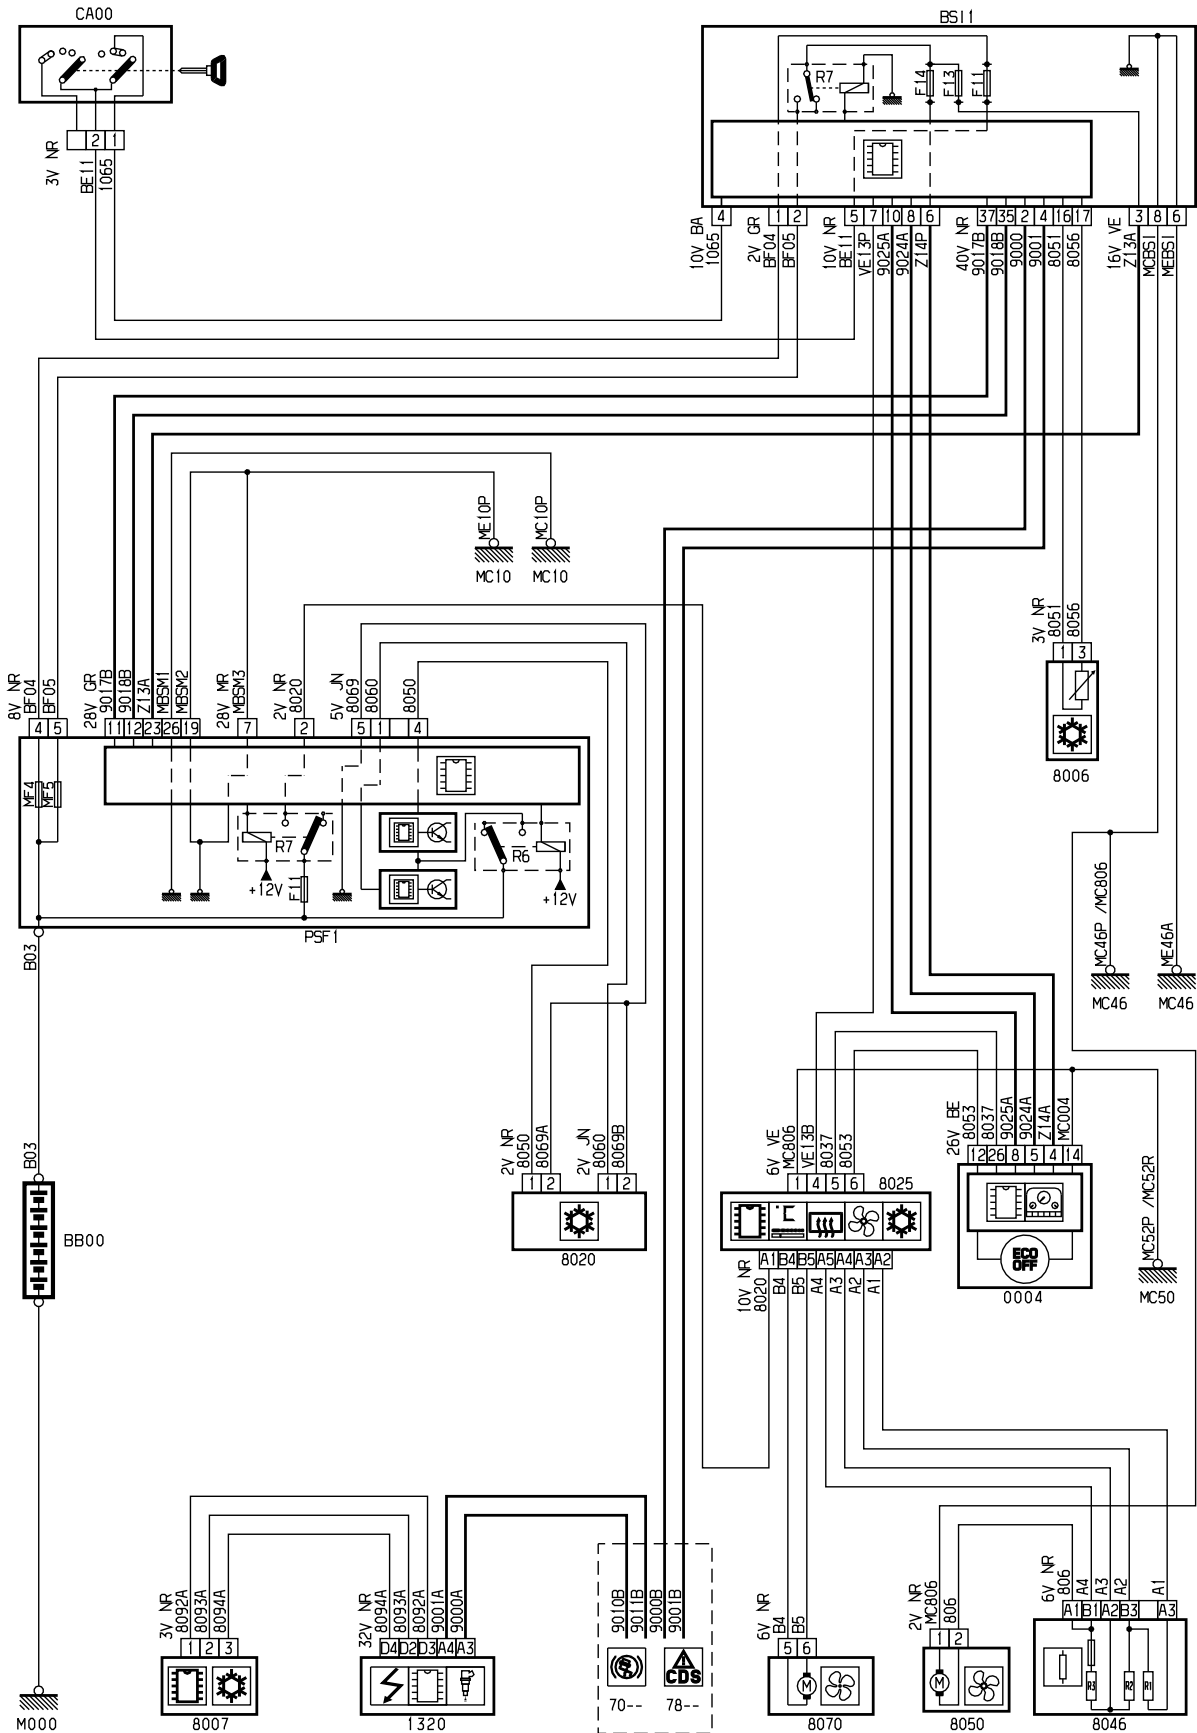 CA00
BSI1
R7
F14
F13
F11
2 1
3V NR
BE11
1065
4
1 2
5 7 10 8 6
37 35 2 4 16 17
3 8 6
10V BA
1065
2V GR
BF04
BF05
10V NR
BE11
VE13P
9025A
9024A
Z14P
40V NR
9017B
9018B
9000
9001
8051
8056
16V VE
Z13A
MCBSI
MEBSI
ME10P
MC10P
MC10
MC10
3V NR
8051
8056
1 3
8006
8V NR
BF04
BF05
28V GR
9017B
9018B
Z13A
MBSM1
MBSM2
28V MR
MBSM3
2V NR
8020
5V JN
8069
8060
8050
4 5
11 12 23 26 19
7
2
5 1 4
MF4
MF5
R7
+12V
F11
R6
+12V
PSF1
B03
MC46P /MC806
ME46A
MC46
MC46
B03
BB00
2V NR
8050
8069A
2V JN
8060
8069B
1 2
1 2
8020
6V VE
MC806
VE13B
8037
8053
1 4 5 6
8025
°C
A1 B4 B5 A5 A4 A3 A2
10V NR
8020
B4
B5
A4
A3
A2
A1
26V BE
8053
8037
9025A
9024A
Z14A
MC004
12 26 8 5 4 14
ECO
OFF
0004
MC52P /MC52R
MC50
M000
3V NR
8092A
8093A
8094A
1 2 3
8007
32V NR
8094A
8093A
8092A
9001A
9000A
D4 D2 D3 A4 A3
1320
9010B
9011B
9000B
9001B
CDS
70--
78--
6V NR
B4
B5
5 6
M
8070
2V NR
MC806
806
1 2
M
8050
6V NR
806
A4
A3
A2
A1
A1 B1 A2 B3 A3
R3
R2
R1
8046